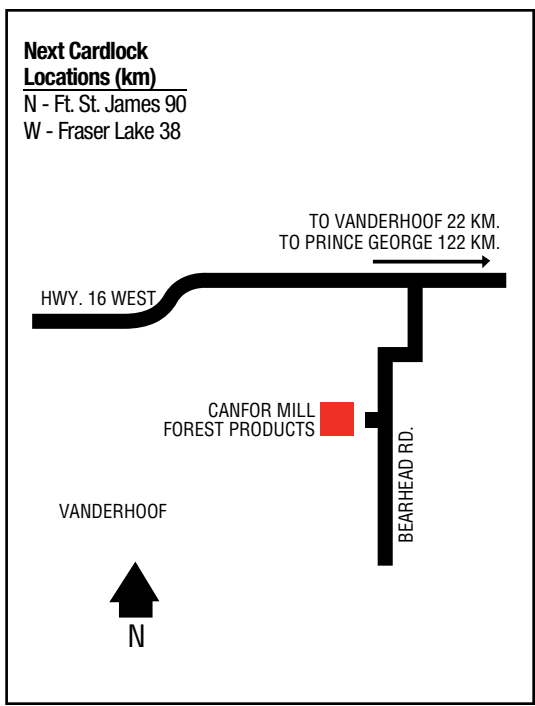 Next Cardlock
Locations (km)
N - Ft. St. James 90
W - Fraser Lake 38
TO VANDERHOOF 22 KM.
TO PRINCE GEORGE 122 KM.
HWY. 16 WEST
CANFOR MILL
FOREST PRODUCTS
BEARHEAD RD.
VANDERHOOF
N